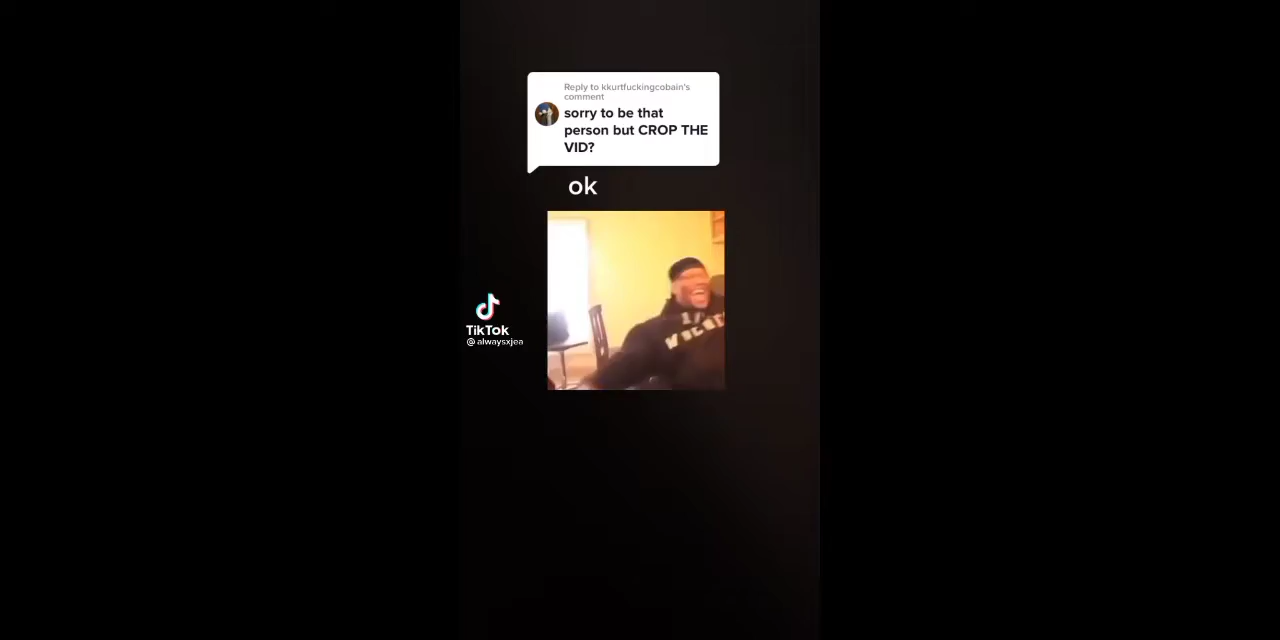 Reply to kkurtfuckingcobain's
comment
sorry to be that
person but CROP THE
VID?
ok
TikTok
@ alwaysxjea